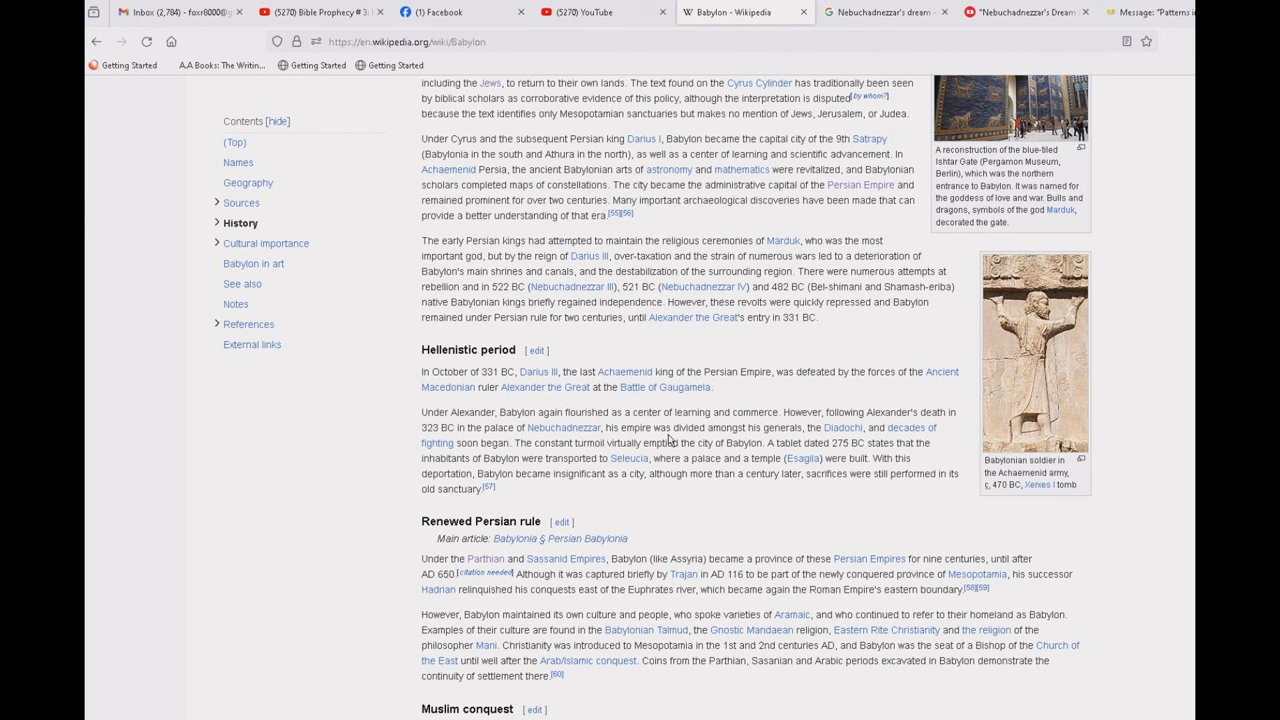 Inbox (2,784) - foxr8000@g
(5270) Bible Prophecy # 3:
(1) Facebook
(5270) YouTube
Babylon - Wikipedia
Nebuchadnezzar's dream -
"Nebuchadnezzar's Dream
Message: "Patterns in
https://en.wikipedia.org/wiki/Babylon
Getting Started
A.A Books: The Writin...
Getting Started
Getting Started
Contents [hide]
(Top)
Names
Geography
Sources
History
Cultural importance
Babylon in art
See also
Notes
References
External links
including the Jews, to return to their own lands. The text found on the Cyrus Cylinder has traditionally been seen
by biblical scholars as corroborative evidence of this policy, although the interpretation is disputed[by whom?]
because the text identifies only Mesopotamian sanctuaries but makes no mention of Jews, Jerusalem, or Judea.
Under Cyrus and the subsequent Persian king Darius I, Babylon became the capital city of the 9th Satrapy
(Babylonia in the south and Athura in the north), as well as a center of learning and scientific advancement. In
Achaemenid Persia, the ancient Babylonian arts of astronomy and mathematics were revitalized, and Babylonian
scholars completed maps of constellations. The city became the administrative capital of the Persian Empire and
remained prominent for over two centuries. Many important archaeological discoveries have been made that can
provide a better understanding of that era.[55][56]
The early Persian kings had attempted to maintain the religious ceremonies of Marduk, who was the most
important god, but by the reign of Darius III, over-taxation and the strain of numerous wars led to a deterioration of
Babylon's main shrines and canals, and the destabilization of the surrounding region. There were numerous attempts at
rebellion and in 522 BC (Nebuchadnezzar III), 521 BC (Nebuchadnezzar IV) and 482 BC (Bel-shimani and Shamash-eriba)
native Babylonian kings briefly regained independence. However, these revolts were quickly repressed and Babylon
remained under Persian rule for two centuries, until Alexander the Great's entry in 331 BC.
Hellenistic period [ edit ]
In October of 331 BC, Darius III, the last Achaemenid king of the Persian Empire, was defeated by the forces of the Ancient
Macedonian ruler Alexander the Great at the Battle of Gaugamela.
Under Alexander, Babylon again flourished as a center of learning and commerce. However, following Alexander's death in
323 BC in the palace of Nebuchadnezzar, his empire was divided amongst his generals, the Diadochi, and decades of
fighting soon began. The constant turmoil virtually emptied the city of Babylon. A tablet dated 275 BC states that the
inhabitants of Babylon were transported to Seleucia, where a palace and a temple (Esagila) were built. With this
deportation, Babylon became insignificant as a city, although more than a century later, sacrifices were still performed in its
old sanctuary.[57]
Renewed Persian rule [ edit ]
Main article: Babylonia § Persian Babylonia
Under the Parthian and Sassanid Empires, Babylon (like Assyria) became a province of these Persian Empires for nine centuries, until after
AD 650.[citation needed] Although it was captured briefly by Trajan in AD 116 to be part of the newly conquered province of Mesopotamia, his successor
Hadrian relinquished his conquests east of the Euphrates river, which became again the Roman Empire's eastern boundary.[58][59]
However, Babylon maintained its own culture and people, who spoke varieties of Aramaic, and who continued to refer to their homeland as Babylon.
Examples of their culture are found in the Babylonian Talmud, the Gnostic Mandaean religion, Eastern Rite Christianity and the religion of the
philosopher Mani. Christianity was introduced to Mesopotamia in the 1st and 2nd centuries AD, and Babylon was the seat of a Bishop of the Church of
the East until well after the Arab/Islamic conquest. Coins from the Parthian, Sasanian and Arabic periods excavated in Babylon demonstrate the
continuity of settlement there.[60]
Muslim conquest [ edit ]
A reconstruction of the blue-tiled
Ishtar Gate (Pergamon Museum,
Berlin), which was the northern
entrance to Babylon. It was named for
the goddess of love and war. Bulls and
dragons, symbols of the god Marduk,
decorated the gate.
Babylonian soldier in
the Achaemenid army,
c. 470 BC, Xerxes I tomb